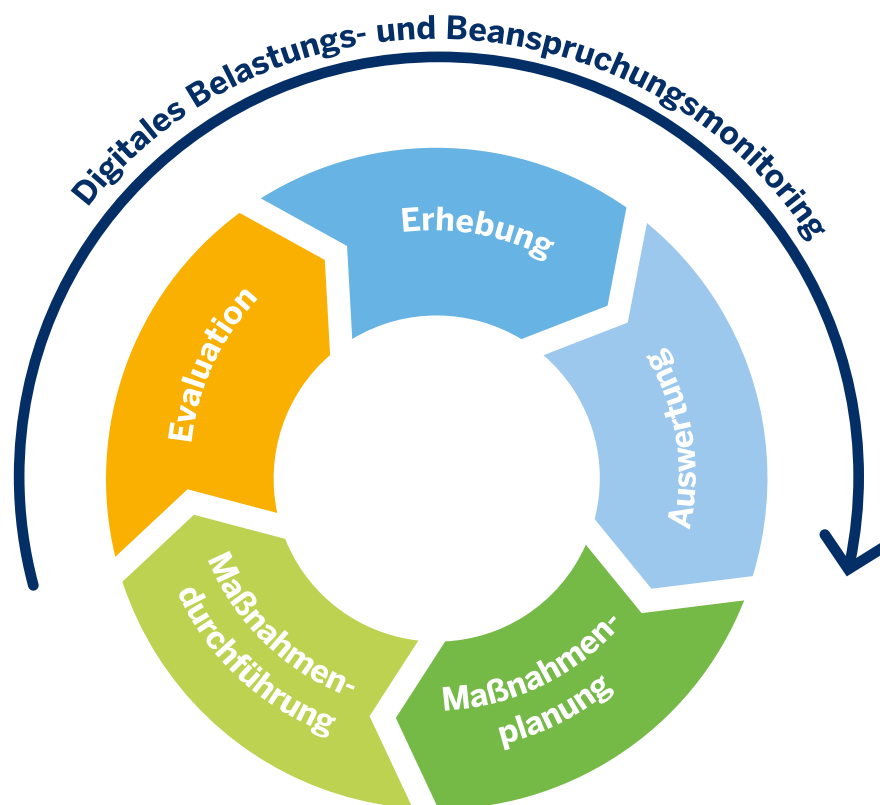 Digitales Belastungs- und Beanspruchungsmonitoring
Erhebung
Auswertung
Maßnahmen-
planung
Maßnahmen-
durchführung
Evaluation